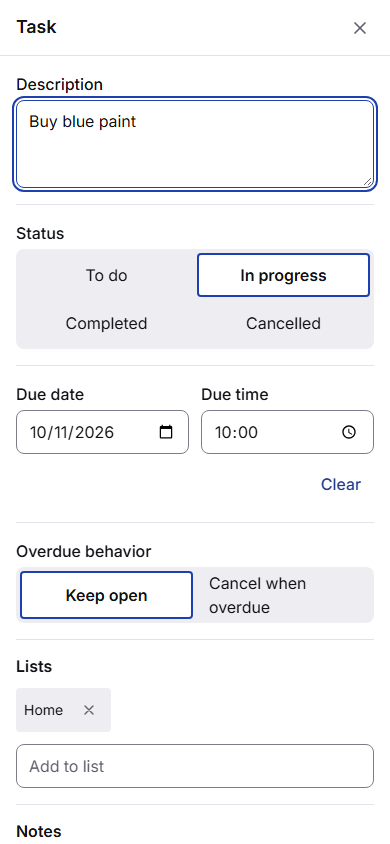 Task
Description
Buy blue paint
Status
To do
In progress
Completed
Cancelled
Due date
Due time
10/11/2026
10:00
Clear
Overdue behavior
Keep open
Cancel when
overdue
Lists
Home
Add to list
Notes